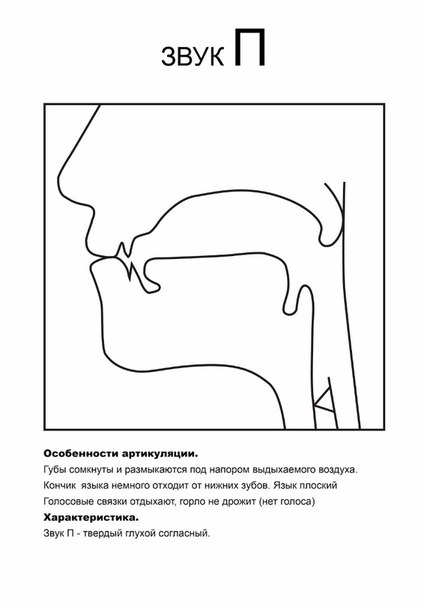 ЗВУК П
Особенности артикуляции.
Губы сомкнуты и размыкаются под напором выдыхаемого воздуха.
Кончик языка немного отходит от нижних зубов. Язык плоский
Голосовые связки отдыхают, горло не дрожит (нет голоса)
Характеристика.
Звук П - твердый глухой согласный.